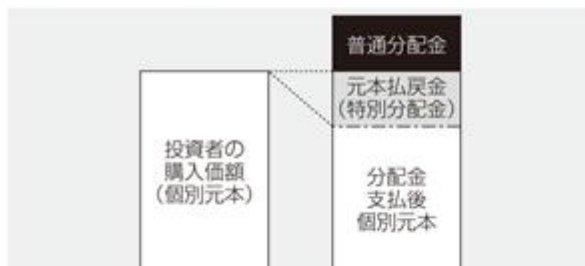 普通分配金
元本払戻金
(特別分配金)
投資者の
購入価額
(個別元本)
分配金
支払後
個別元本